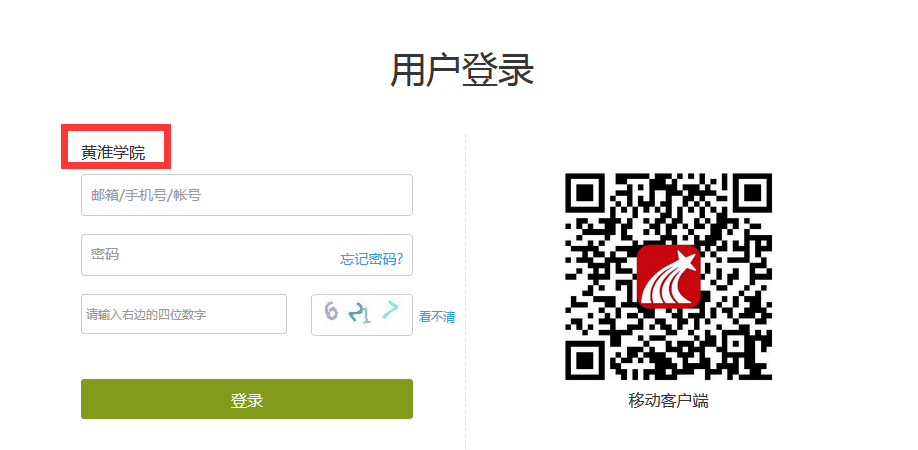 用户登录
黄淮学院
邮箱/手机号/帐号
密码
忘记密码?
请输入右边的四位数字
看不清
登录
移动客户端